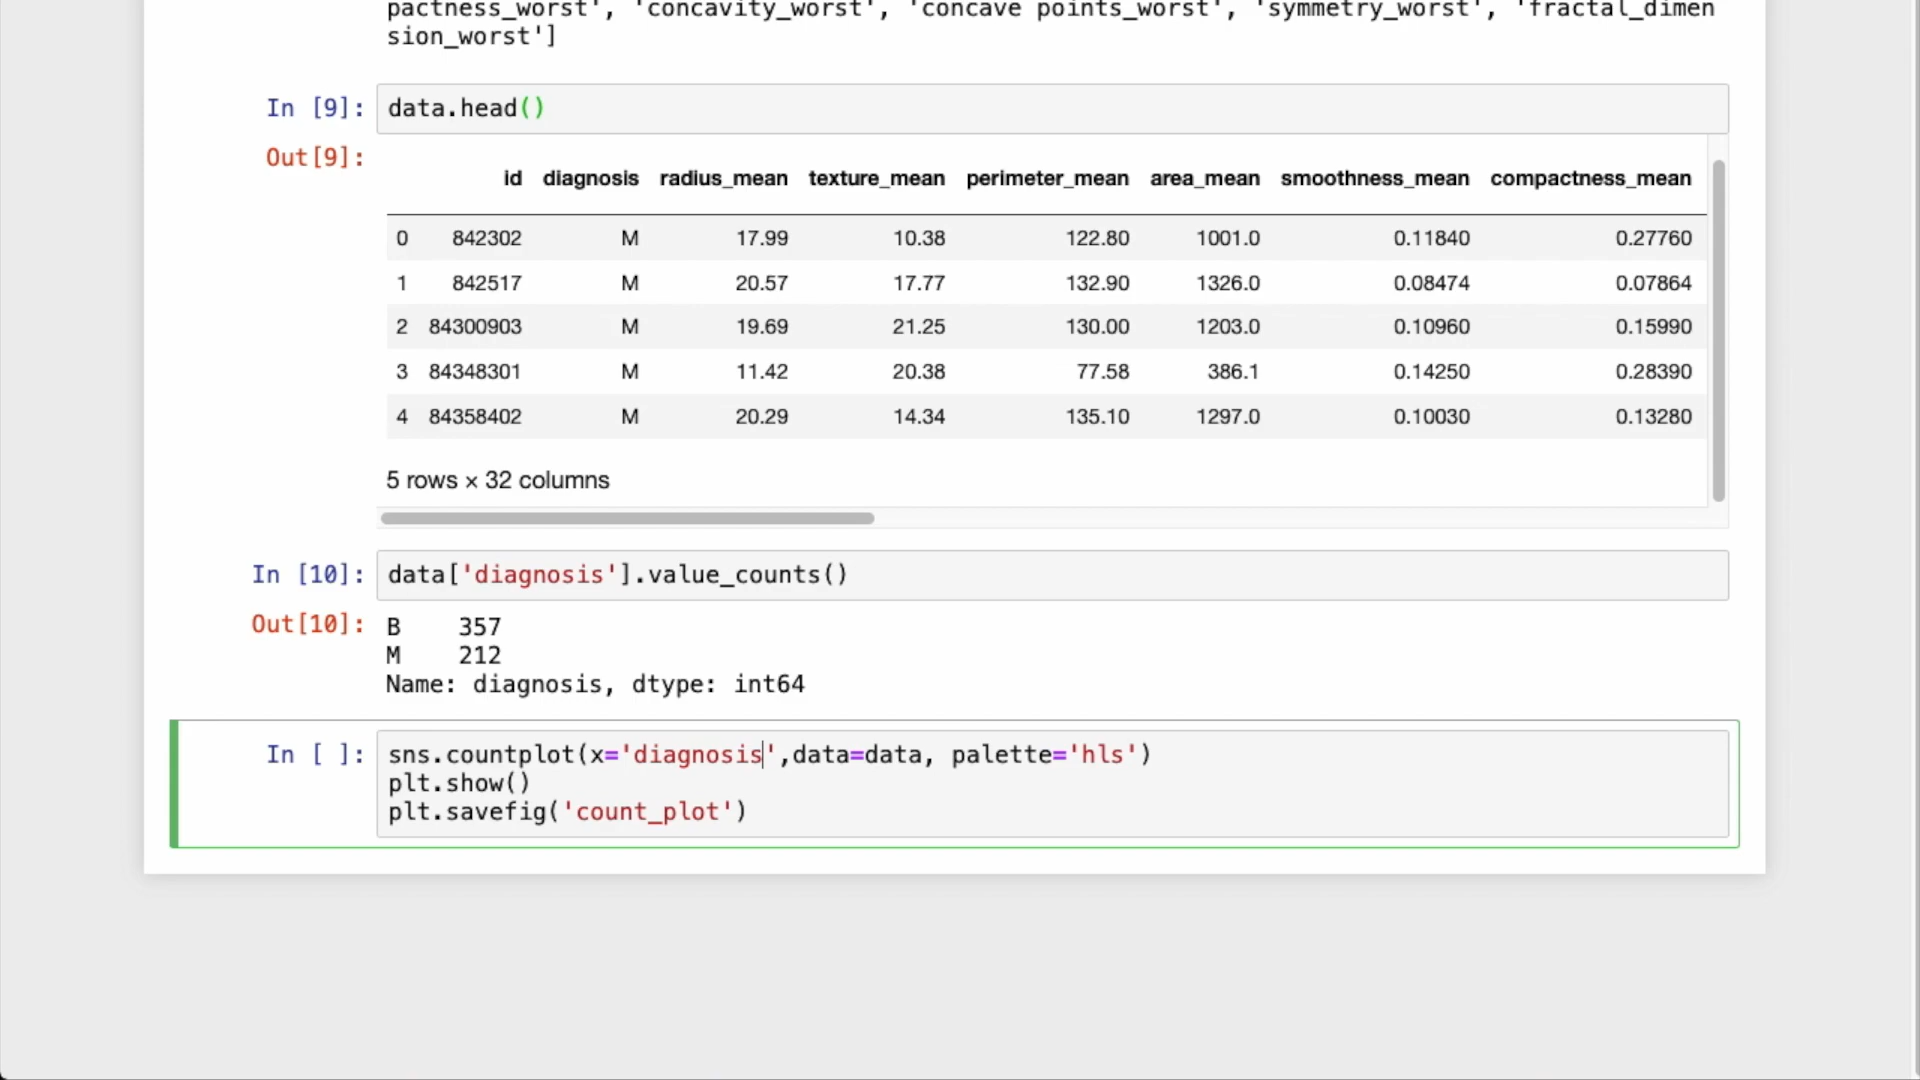 pactness_worst', 'concavity_worst', 'concave points_worst', 'symmetry_worst', 'fractal_dimen
sion_worst']
In [9]: data.head()
Out[9]:
id diagnosis radius_mean texture_mean perimeter_mean area_mean smoothness_mean compactness_mean
0 842302 M 17.99 10.38 122.80 1001.0 0.11840 0.27760
1 842517 M 20.57 17.77 132.90 1326.0 0.08474 0.07864
2 84300903 M 19.69 21.25 130.00 1203.0 0.10960 0.15990
3 84348301 M 11.42 20.38 77.58 386.1 0.14250 0.28390
4 84358402 M 20.29 14.34 135.10 1297.0 0.10030 0.13280
5 rows × 32 columns
In [10]: data['diagnosis'].value_counts()
Out[10]: B 357
M 212
Name: diagnosis, dtype: int64
In [ ]: sns.countplot(x='diagnosis',data=data, palette='hls')
plt.show()
plt.savefig('count_plot')